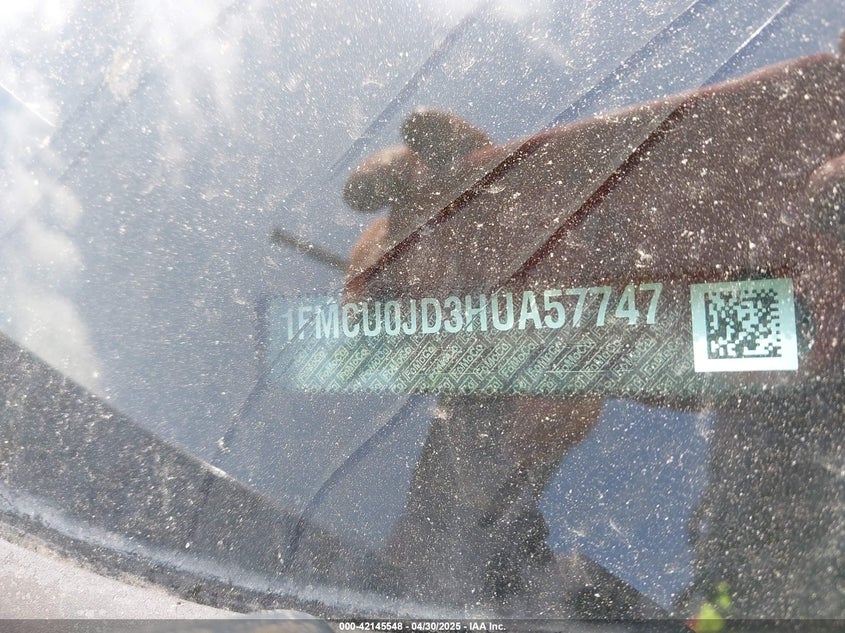 1FMCU0JD3HUA57747
000-42145548 - 04/30/2025 - IAA Inc.